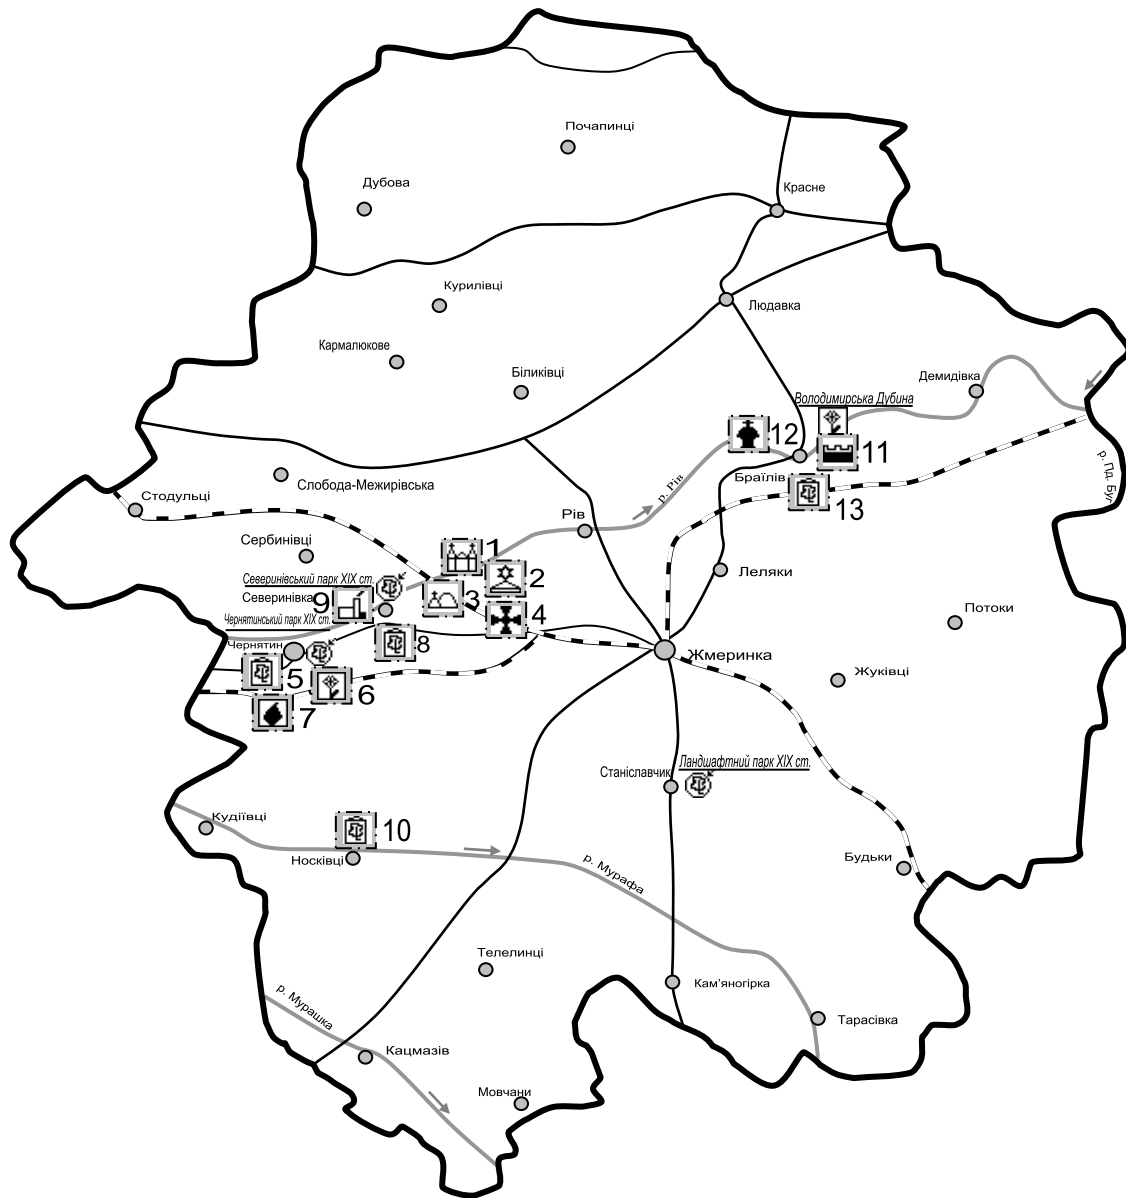 Почапинці
Дубова
Красне
Курилівці
Людавка
Кармалюкове
Біликівці
Демидівка
Володимирська Дубина
12
11
Браїлів
р. Пд. Буг
Слобода-Межирівська
Стодульці
р. Рів
13
Рів
Сербинівці
1
Леляки
2
Северинівський парк ХІХ ст.
Северинівка
9
3
4
Чернятинський парк ХІХ ст.
Потоки
Чернятин
8
Жмеринка
5
6
Жуківці
7
Ландшафтний парк ХІХ ст.
Станіславчик
Кудіївці
10
Носківці
Будьки
р. Мурафа
Телелинці
Кам'яногірка
р. Мурашка
Тарасівка
Кацмазів
Мовчани